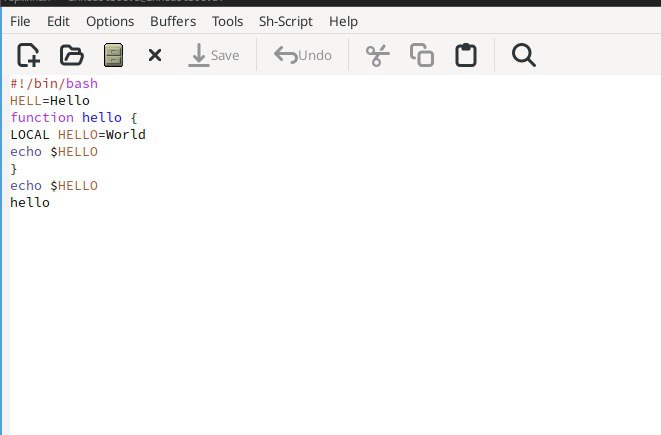 File Edit Options Buffers Tools Sh-Script Help
Save Undo
#!/bin/bash
HELL=Hello
function hello {
LOCAL HELLO=World
echo $HELLO
}
echo $HELLO
hello